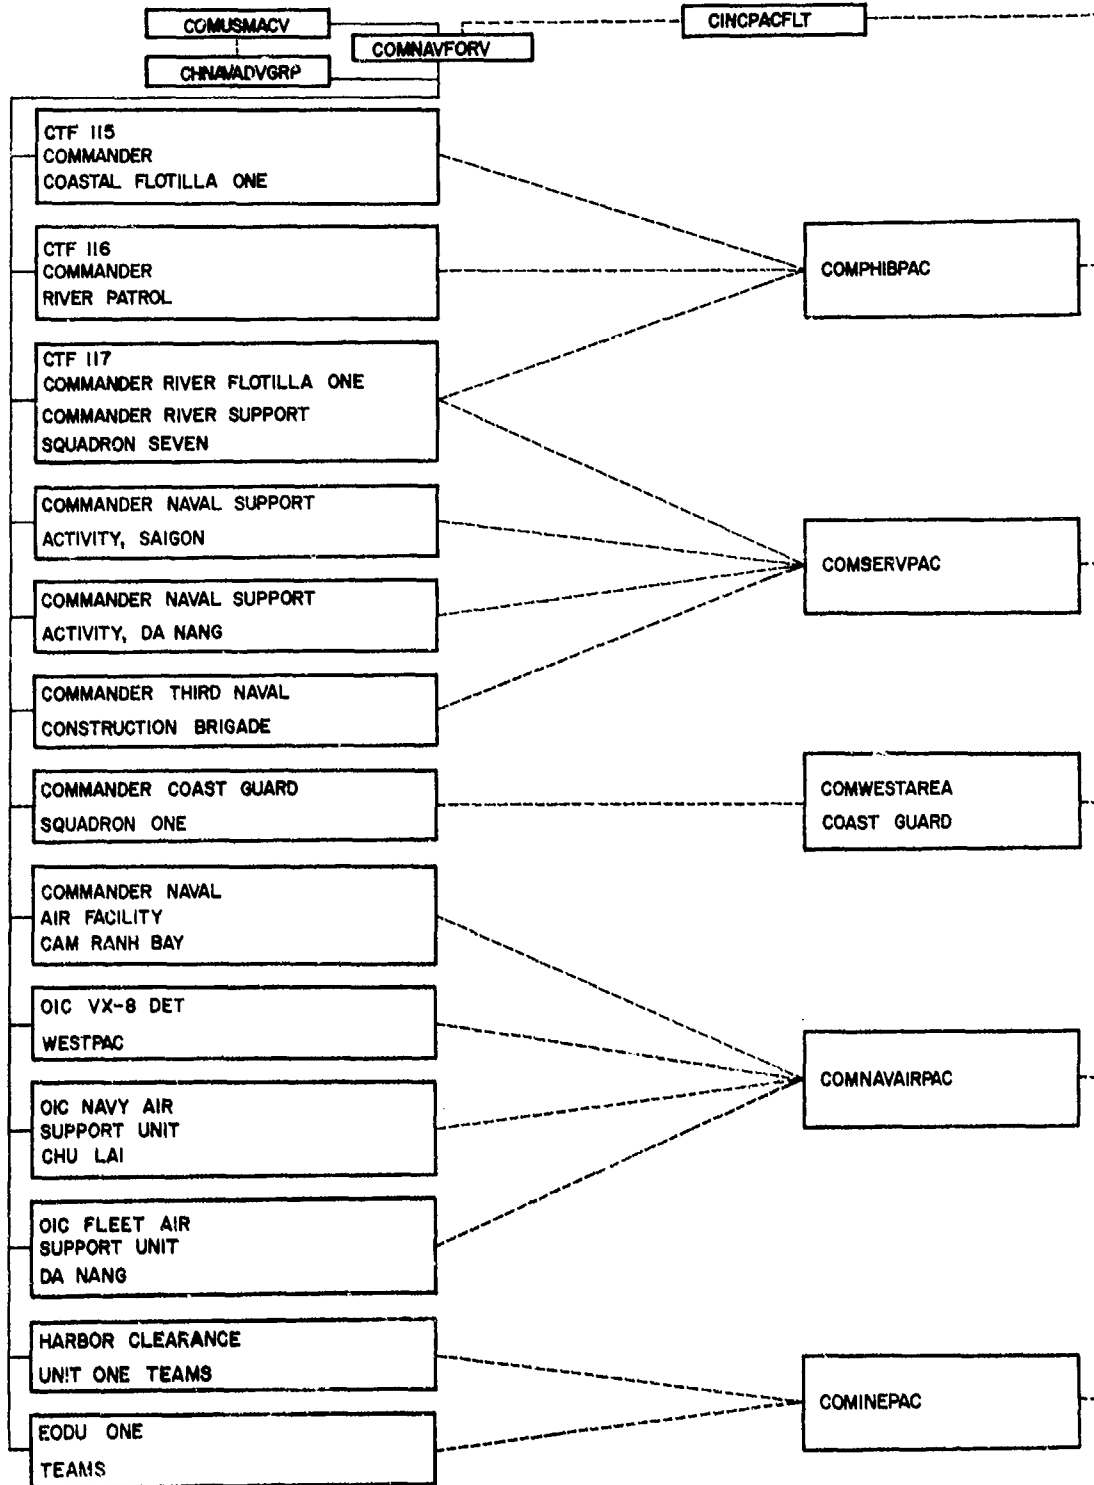 COMUSMACV
CINCPACFLT
COMNAVFORV
CHNAVADVGRP
CTF 115
COMMANDER
COASTAL FLOTILLA ONE
CTF 116
COMMANDER
RIVER PATROL
COMPHIBPAC
CTF 117
COMMANDER RIVER FLOTILLA ONE
COMMANDER RIVER SUPPORT
SQUADRON SEVEN
COMMANDER NAVAL SUPPORT
ACTIVITY, SAIGON
COMSERVPAC
COMMANDER NAVAL SUPPORT
ACTIVITY, DA NANG
COMMANDER THIRD NAVAL
CONSTRUCTION BRIGADE
COMMANDER COAST GUARD
SQUADRON ONE
COMWESTAREA
COAST GUARD
COMMANDER NAVAL
AIR FACILITY
CAM RANH BAY
OIC VX-8 DET
WESTPAC
COMNAVAIRPAC
OIC NAVY AIR
SUPPORT UNIT
CHU LAI
OIC FLEET AIR
SUPPORT UNIT
DA NANG
HARBOR CLEARANCE
UNIT ONE TEAMS
COMINEPAC
EODU ONE
TEAMS